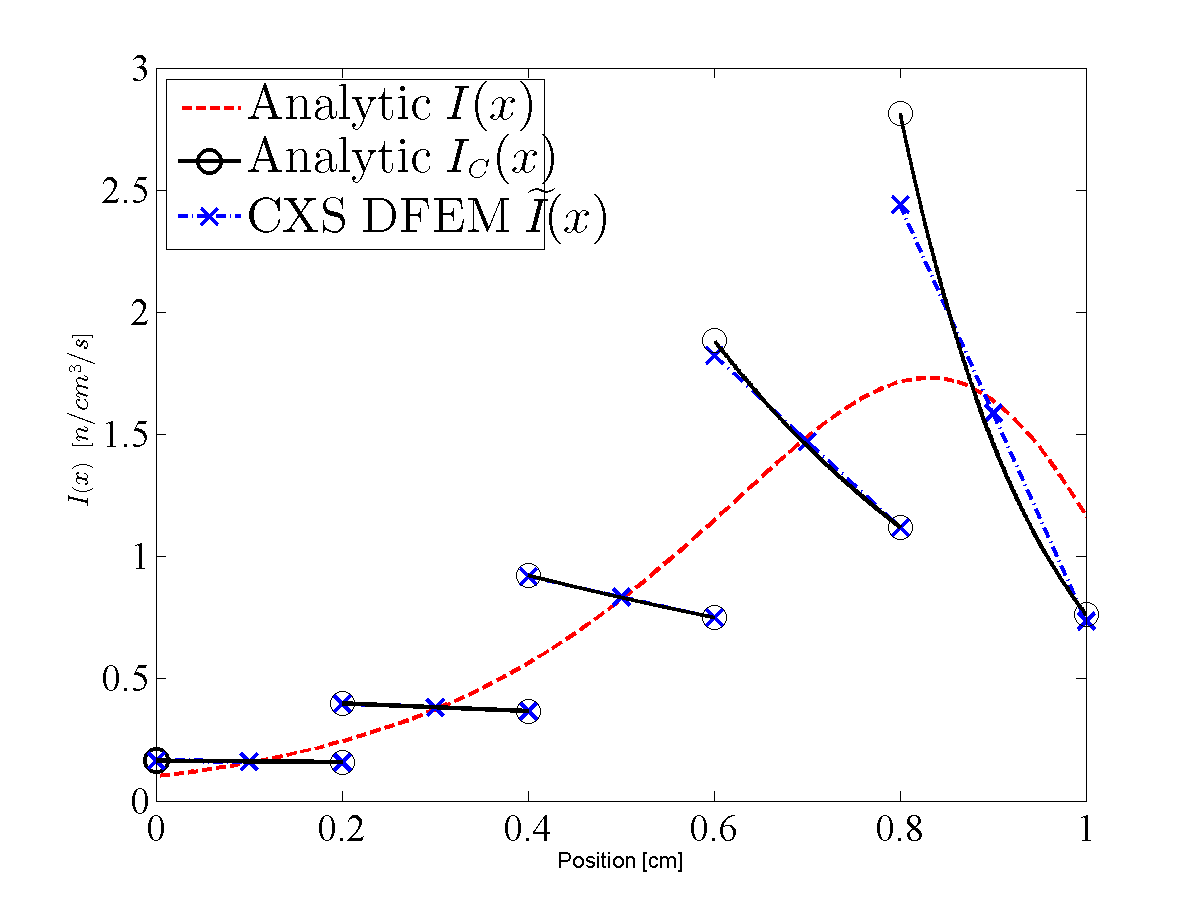 3
2.5
2
1.5
1
0.5
0
0
0.2
0.4
0.6
0.8
1
Position [cm]
I(x) [n/cm³/s]
Analytic I(x)
Analytic I_C(x)
CXS DFEM Ĩ(x)